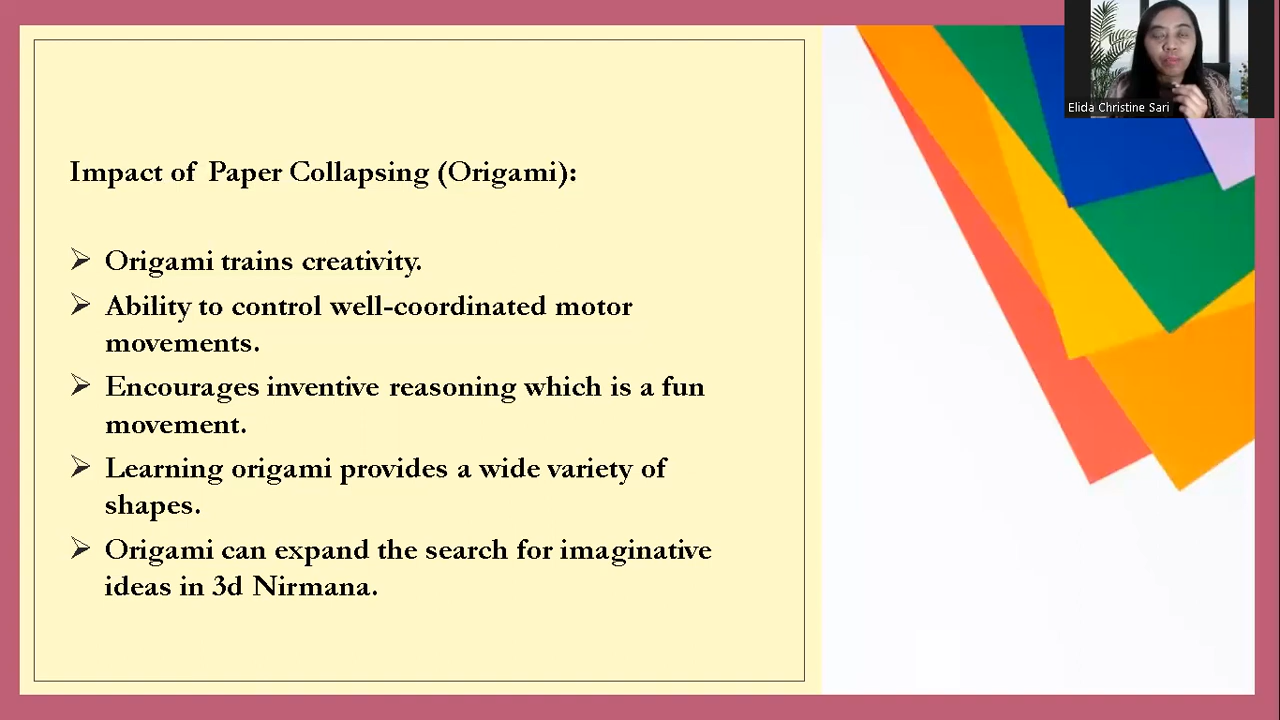 Impact of Paper Collapsing (Origami):
Origami trains creativity.
Ability to control well-coordinated motor
movements.
Encourages inventive reasoning which is a fun
movement.
Learning origami provides a wide variety of
shapes.
Origami can expand the search for imaginative
ideas in 3d Nirmana.
Elida Christine Sari